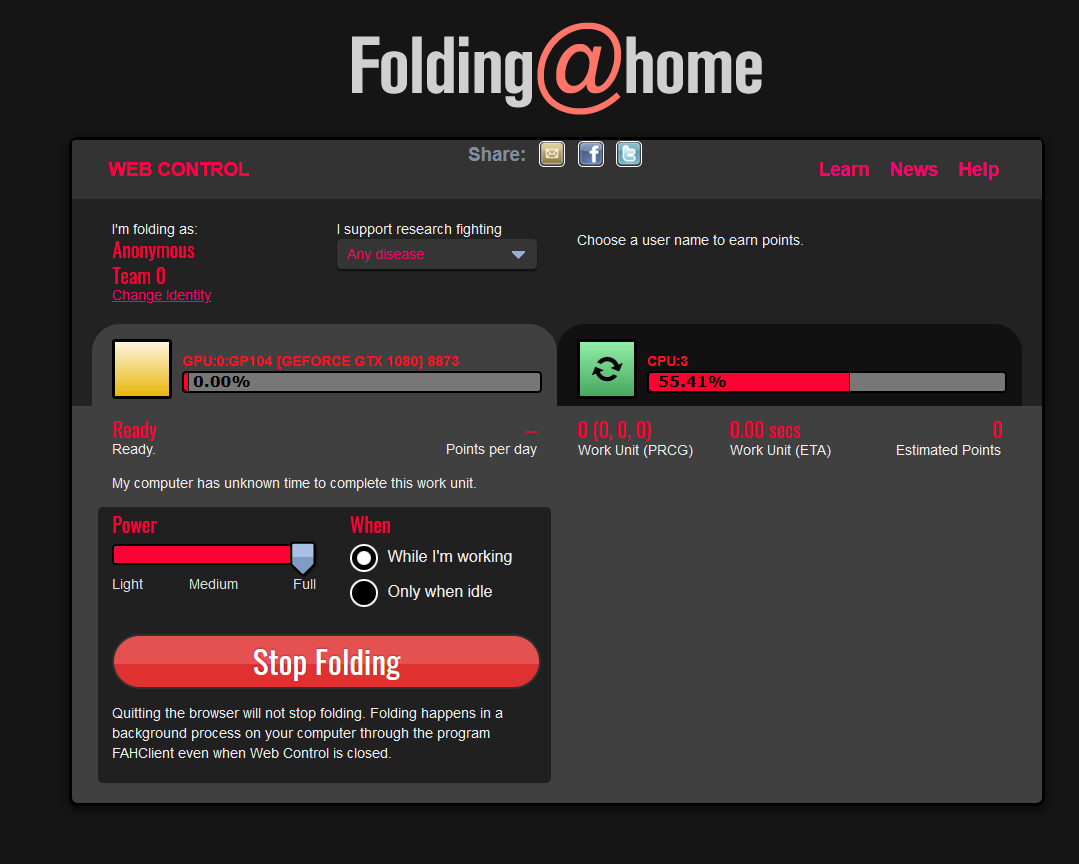 Folding@home
WEB CONTROL
Share:
Learn News Help
I'm folding as:
Anonymous
Team 0
Change Identity
I support research fighting
Any disease
Choose a user name to earn points.
GPU:0:GP104 [GEFORCE GTX 1080] 8873
0.00%
CPU:3
55.41%
Ready
Ready.
--
Points per day
0 (0, 0, 0)
Work Unit (PRCG)
0.00 secs
Work Unit (ETA)
0
Estimated Points
My computer has unknown time to complete this work unit.
Power
Light Medium Full
When
While I'm working
Only when idle
Stop Folding
Quitting the browser will not stop folding. Folding happens in a
background process on your computer through the program
FAHClient even when Web Control is closed.